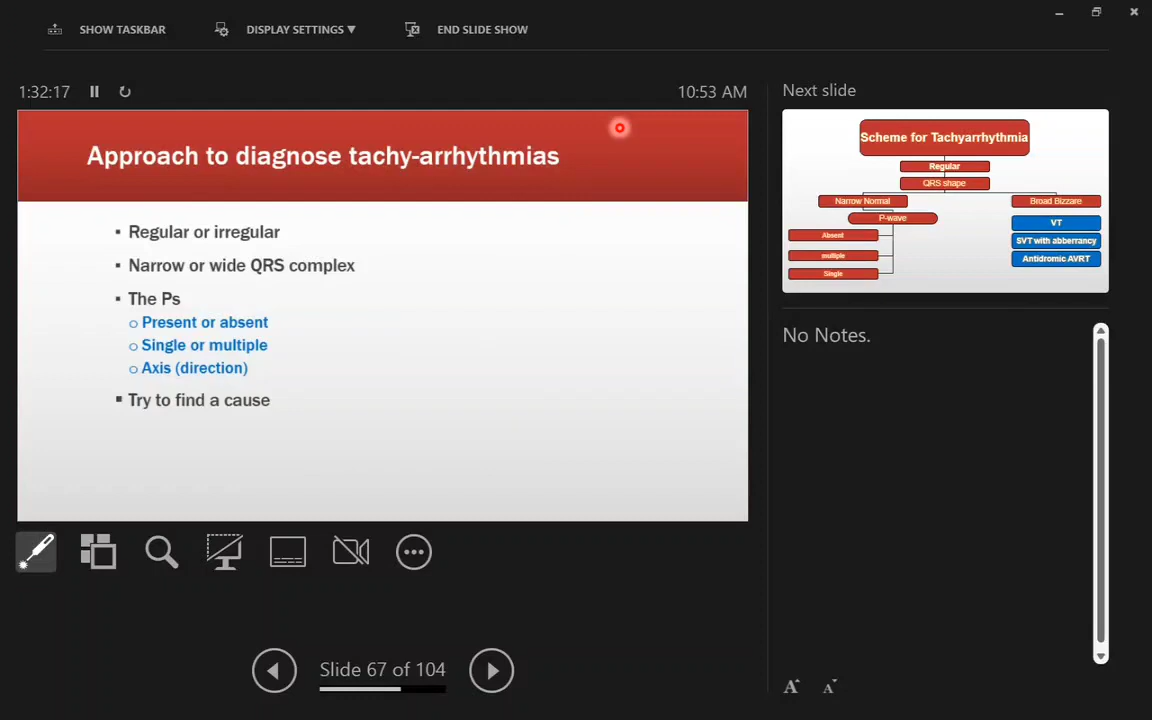 SHOW TASKBAR
DISPLAY SETTINGS ▼
END SLIDE SHOW
1:32:17
10:53 AM
Approach to diagnose tachy-arrhythmias
▪ Regular or irregular
▪ Narrow or wide QRS complex
▪ The Ps
o Present or absent
o Single or multiple
o Axis (direction)
▪ Try to find a cause
Slide 67 of 104
Next slide
Scheme for Tachyarrhythmia
Regular
QRS shape
Narrow Normal
Broad Bizzare
P-wave
VT
Absent
SVT with abberrancy
multiple
Antidromic AVRT
Single
No Notes.
A A